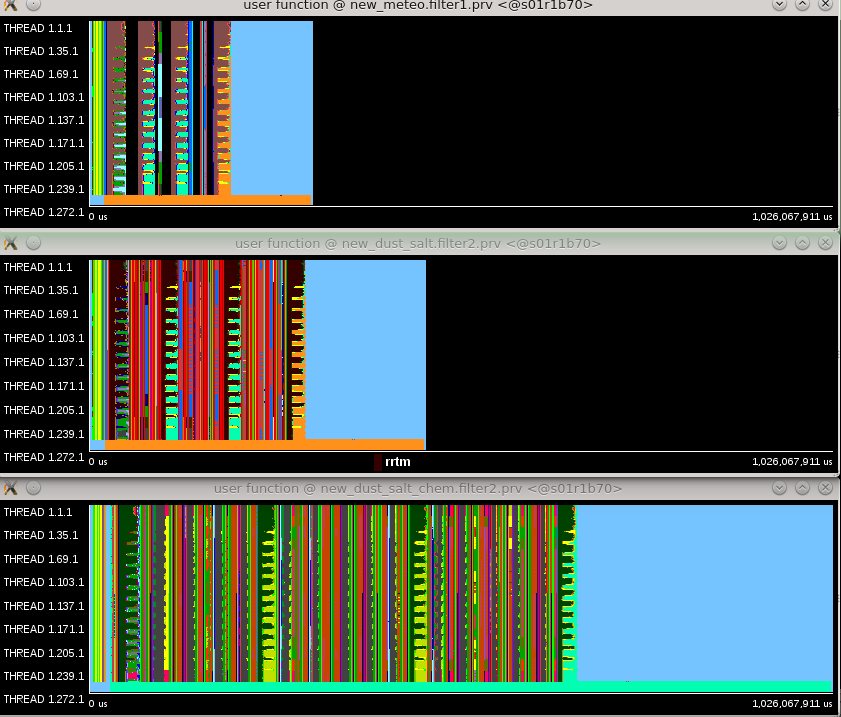 user function @ new_meteo.filter1.prv <@s01r1b70>
THREAD 1.1.1
THREAD 1.35.1
THREAD 1.69.1
THREAD 1.103.1
THREAD 1.137.1
THREAD 1.171.1
THREAD 1.205.1
THREAD 1.239.1
THREAD 1.272.1
0 us 1,026,067,911 us
user function @ new_dust_salt.filter2.prv <@s01r1b70>
THREAD 1.1.1
THREAD 1.35.1
THREAD 1.69.1
THREAD 1.103.1
THREAD 1.137.1
THREAD 1.171.1
THREAD 1.205.1
THREAD 1.239.1
THREAD 1.272.1
0 us rrtm 1,026,067,911 us
user function @ new_dust_salt_chem.filter2.prv <@s01r1b70>
THREAD 1.1.1
THREAD 1.35.1
THREAD 1.69.1
THREAD 1.103.1
THREAD 1.137.1
THREAD 1.171.1
THREAD 1.205.1
THREAD 1.239.1
THREAD 1.272.1
0 us 1,026,067,911 us